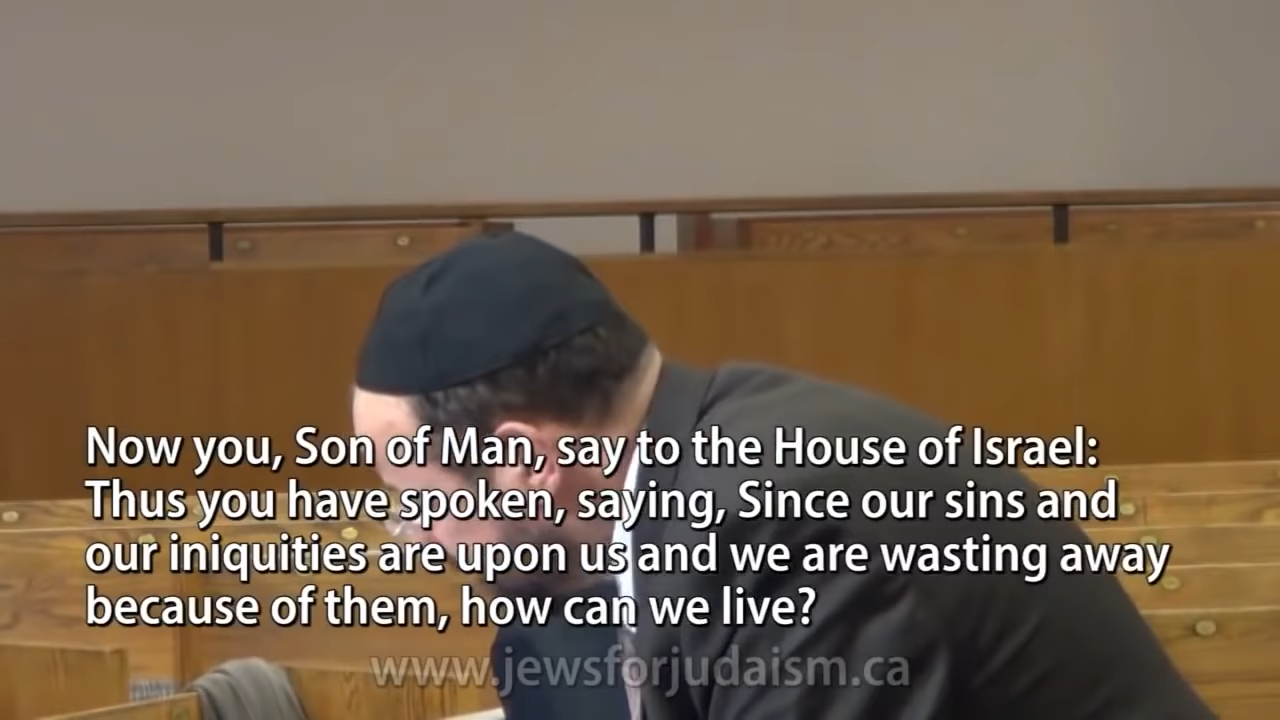 Now you, Son of Man, say to the House of Israel:
Thus you have spoken, saying, Since our sins and
our iniquities are upon us and we are wasting away
because of them, how can we live?
www.jewsforjudaism.ca